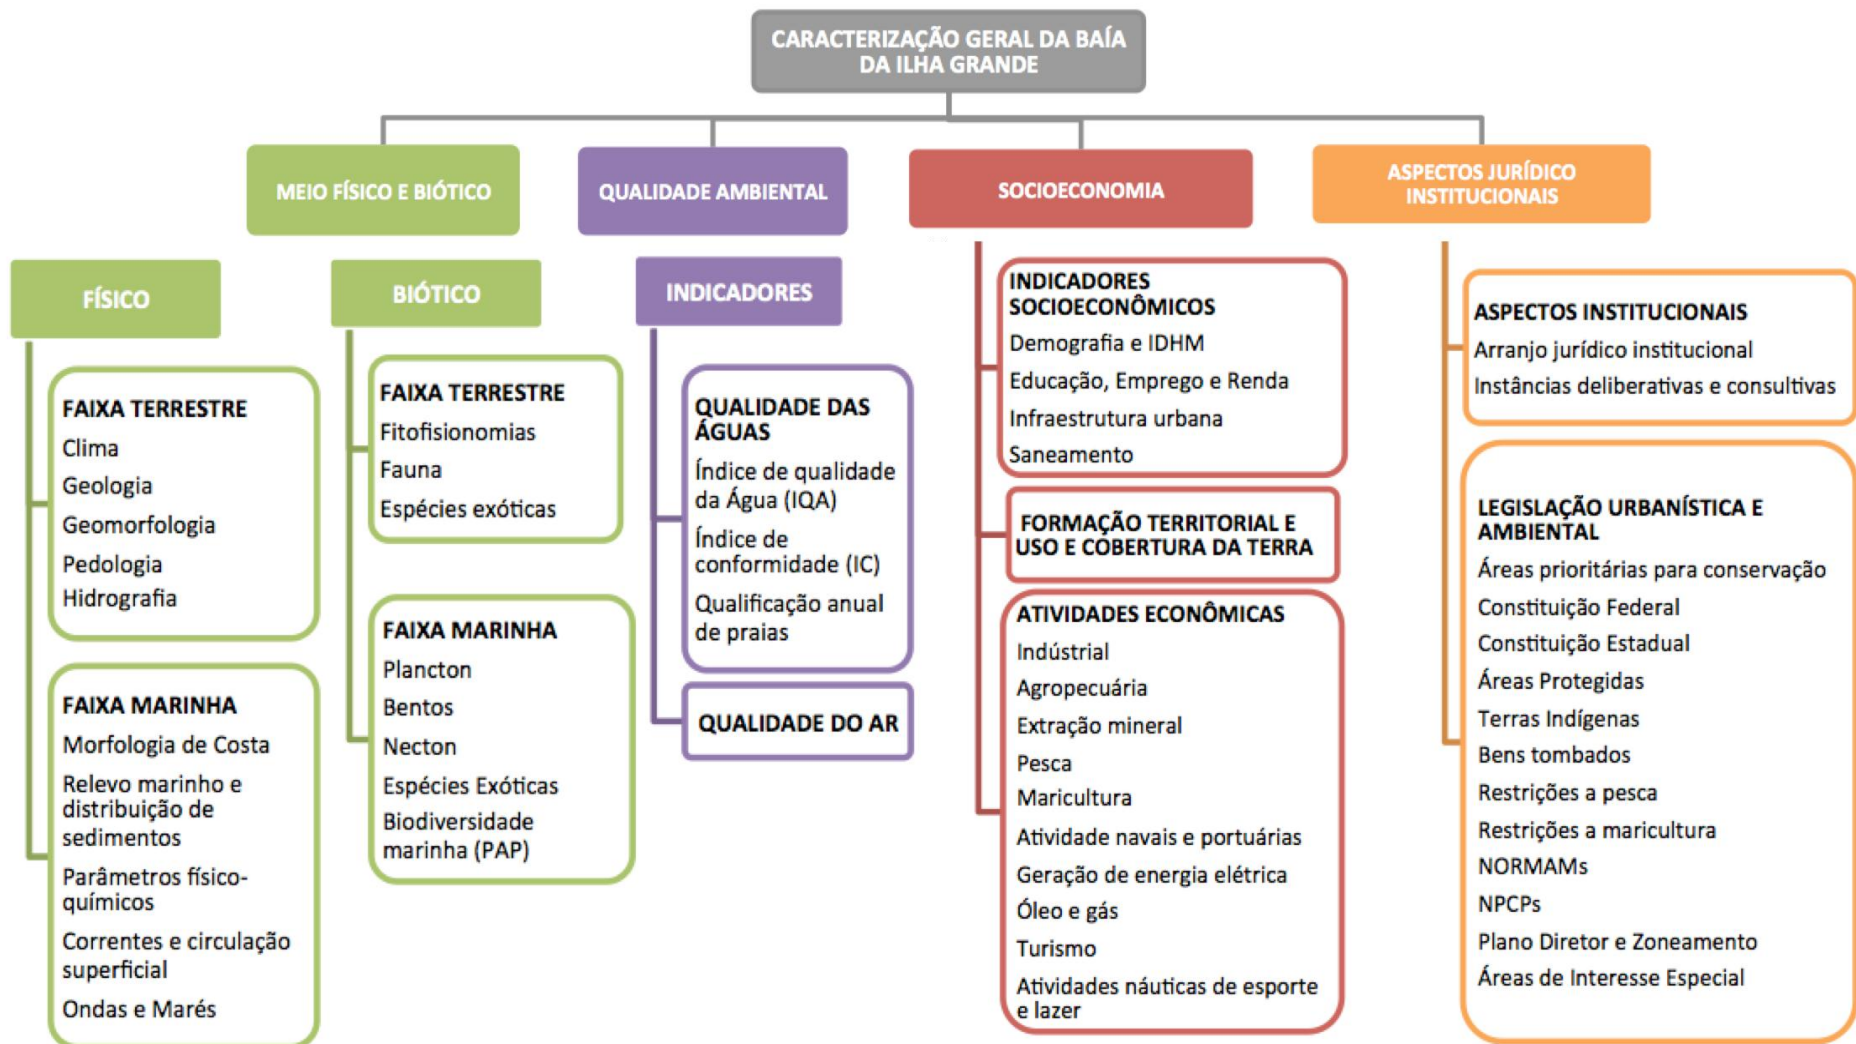 CARACTERIZAÇÃO GERAL DA BAÍA
DA ILHA GRANDE
MEIO FÍSICO E BIÓTICO
QUALIDADE AMBIENTAL
SOCIOECONOMIA
ASPECTOS JURÍDICO
INSTITUCIONAIS
FÍSICO
FAIXA TERRESTRE
Clima
Geologia
Geomorfologia
Pedologia
Hidrografia
FAIXA MARINHA
Morfologia de Costa
Relevo marinho e
distribuição de
sedimentos
Parâmetros físico-
químicos
Correntes e circulação
superficial
Ondas e Marés
BIÓTICO
FAIXA TERRESTRE
Fitofisionomias
Fauna
Espécies exóticas
FAIXA MARINHA
Plancton
Bentos
Necton
Espécies Exóticas
Biodiversidade
marinha (PAP)
INDICADORES
QUALIDADE DAS
ÁGUAS
Índice de qualidade
da Água (IQA)
Índice de
conformidade (IC)
Qualificação anual
de praias
QUALIDADE DO AR
INDICADORES
SOCIOECONÔMICOS
Demografia e IDHM
Educação, Emprego e Renda
Infraestrutura urbana
Saneamento
FORMAÇÃO TERRITORIAL E
USO E COBERTURA DA TERRA
ATIVIDADES ECONÔMICAS
Indústrial
Agropecuária
Extração mineral
Pesca
Maricultura
Atividade navais e portuárias
Geração de energia elétrica
Óleo e gás
Turismo
Atividades náuticas de esporte
e lazer
ASPECTOS INSTITUCIONAIS
Arranjo jurídico institucional
Instâncias deliberativas e consultivas
LEGISLAÇÃO URBANÍSTICA E
AMBIENTAL
Áreas prioritárias para conservação
Constituição Federal
Constituição Estadual
Áreas Protegidas
Terras Indígenas
Bens tombados
Restrições a pesca
Restrições a maricultura
NORMAMs
NPCPs
Plano Diretor e Zoneamento
Áreas de Interesse Especial